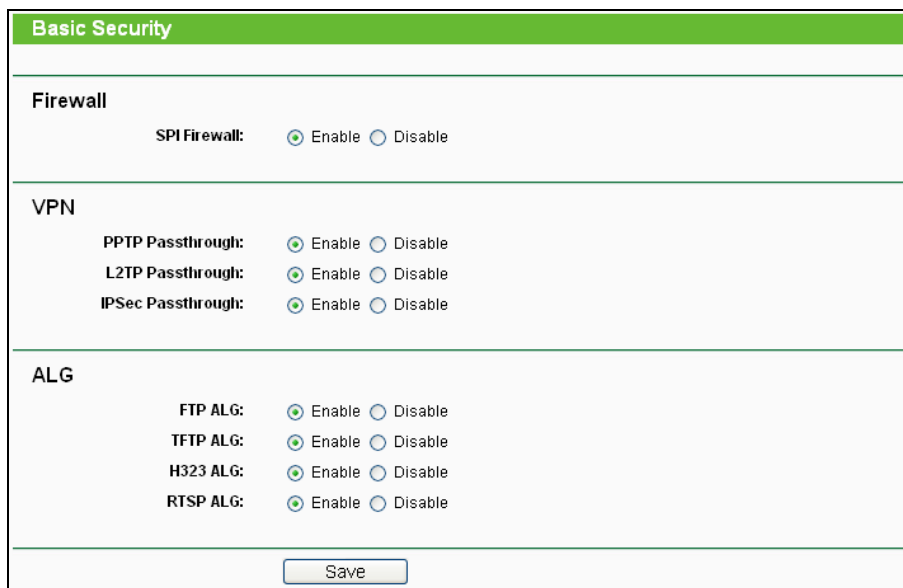 Basic Security
Firewall
SPI Firewall: Enable Disable
VPN
PPTP Passthrough: Enable Disable
L2TP Passthrough: Enable Disable
IPSec Passthrough: Enable Disable
ALG
FTP ALG: Enable Disable
TFTP ALG: Enable Disable
H323 ALG: Enable Disable
RTSP ALG: Enable Disable
Save